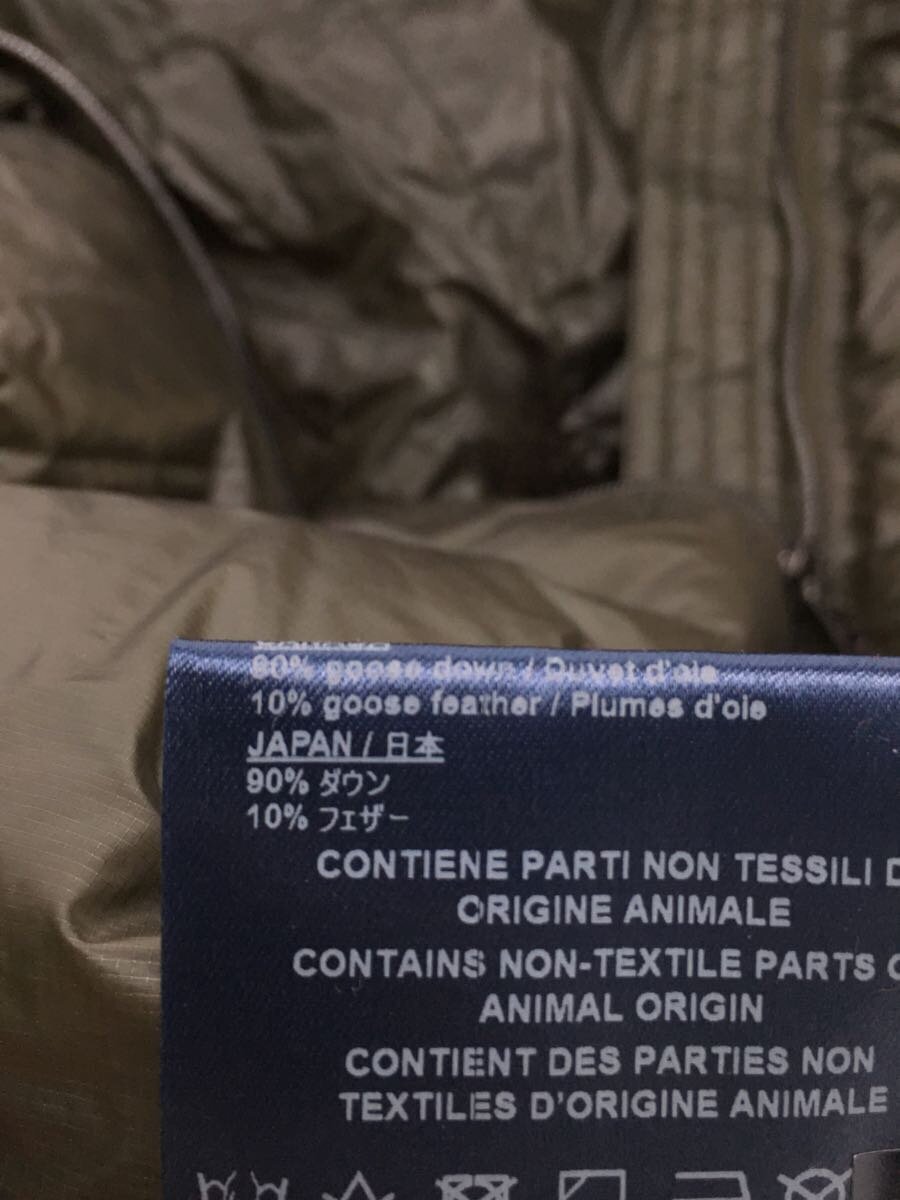 90% goose down / Duvet d'oie
10% goose feather / Plumes d'oie
JAPAN / 日本
90% ダウン
10% フェザー
CONTIENE PARTI NON TESSILI
ORIGINE ANIMALE
CONTAINS NON-TEXTILE PARTS
ANIMAL ORIGIN
CONTIENT DES PARTIES NON
TEXTILES D'ORIGINE ANIMALE